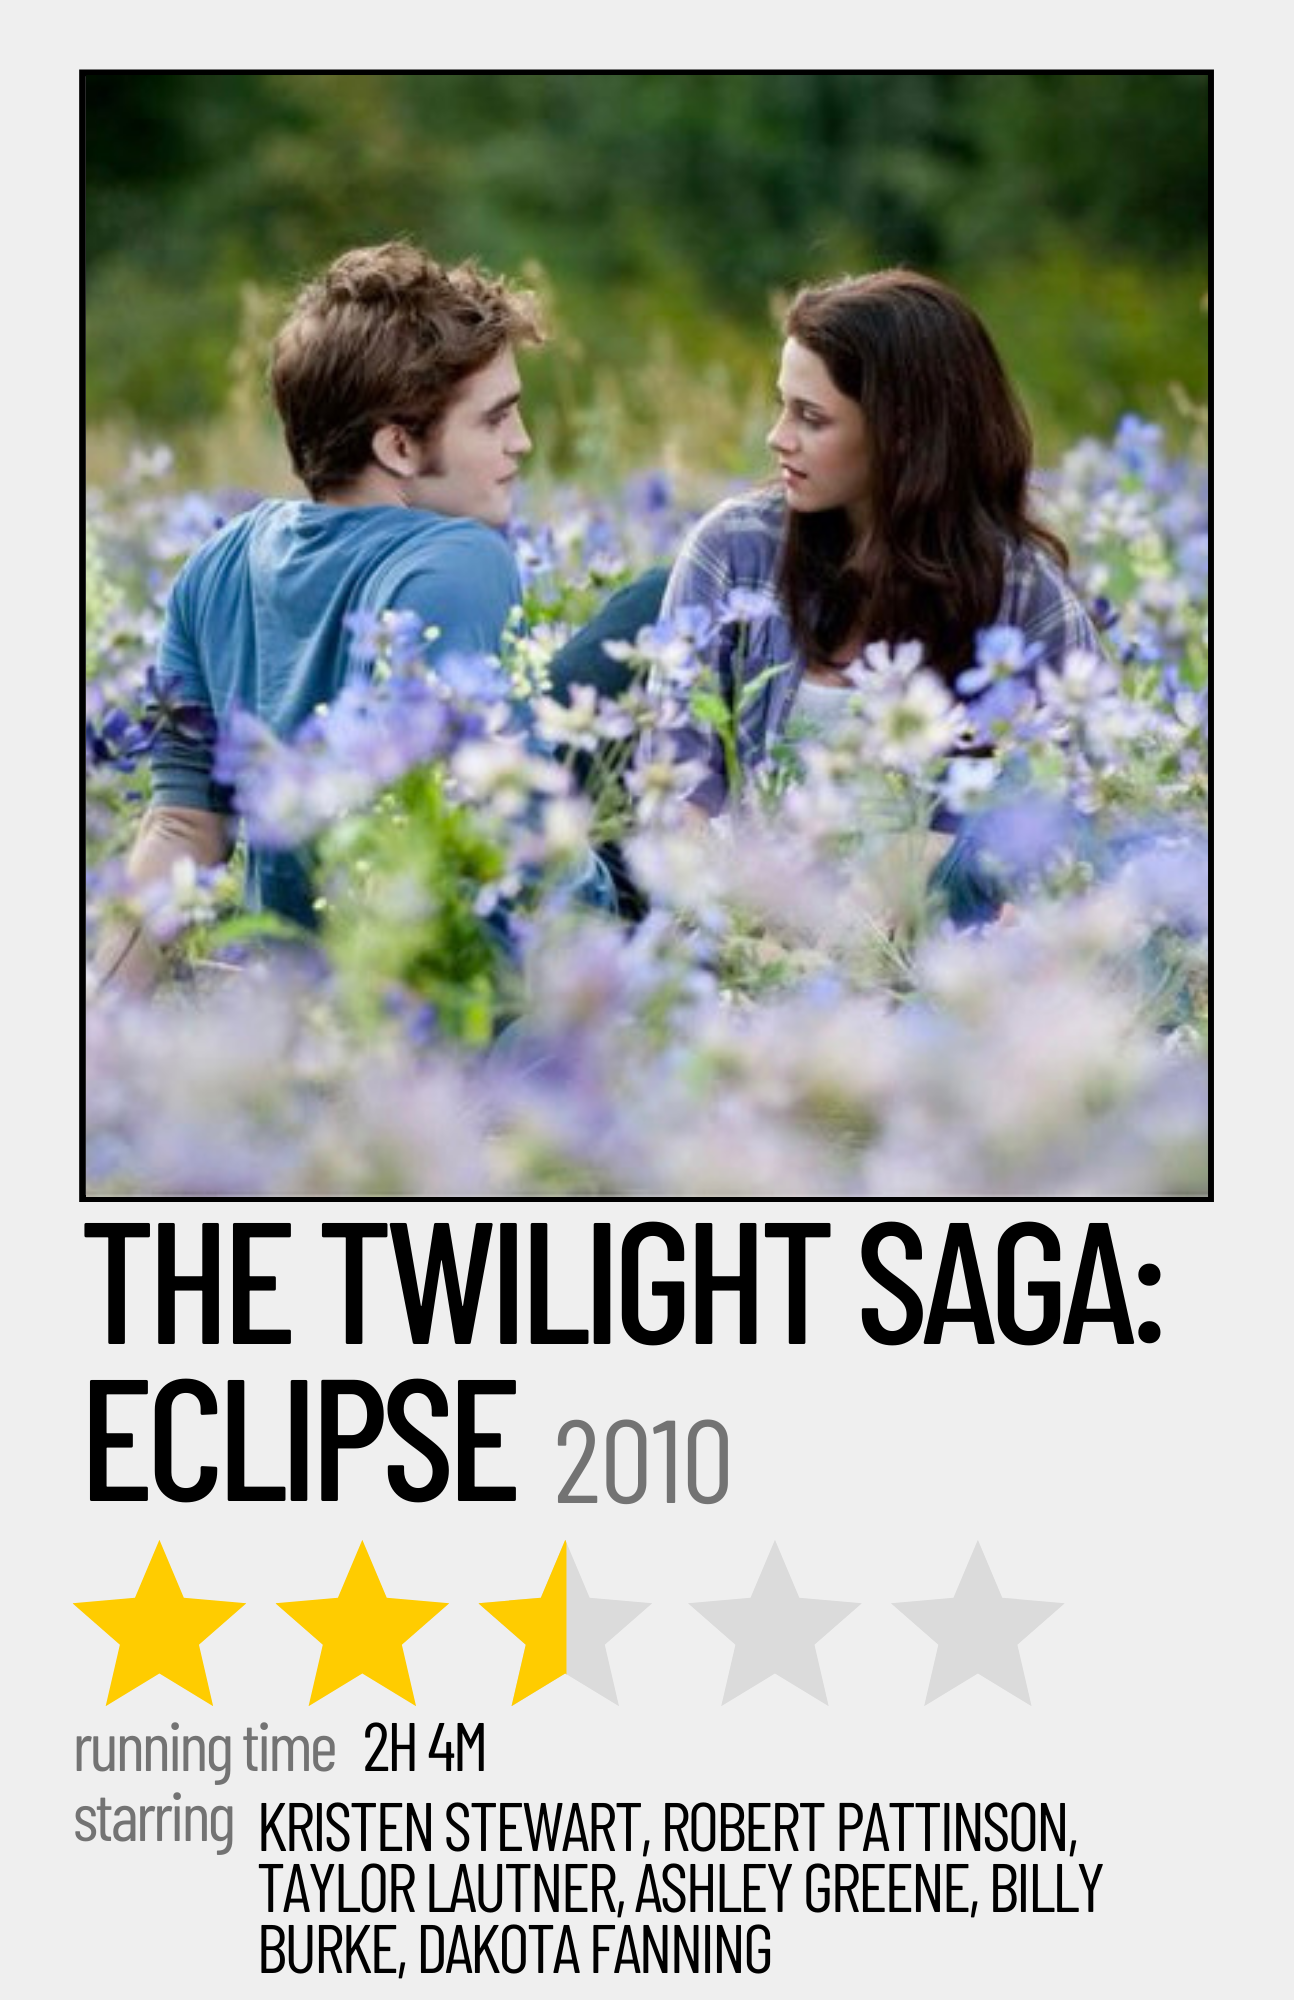 THE TWILIGHT SAGA:
ECLIPSE 2010
running time 2H 4M
starring KRISTEN STEWART, ROBERT PATTINSON,
TAYLOR LAUTNER, ASHLEY GREENE, BILLY
BURKE, DAKOTA FANNING